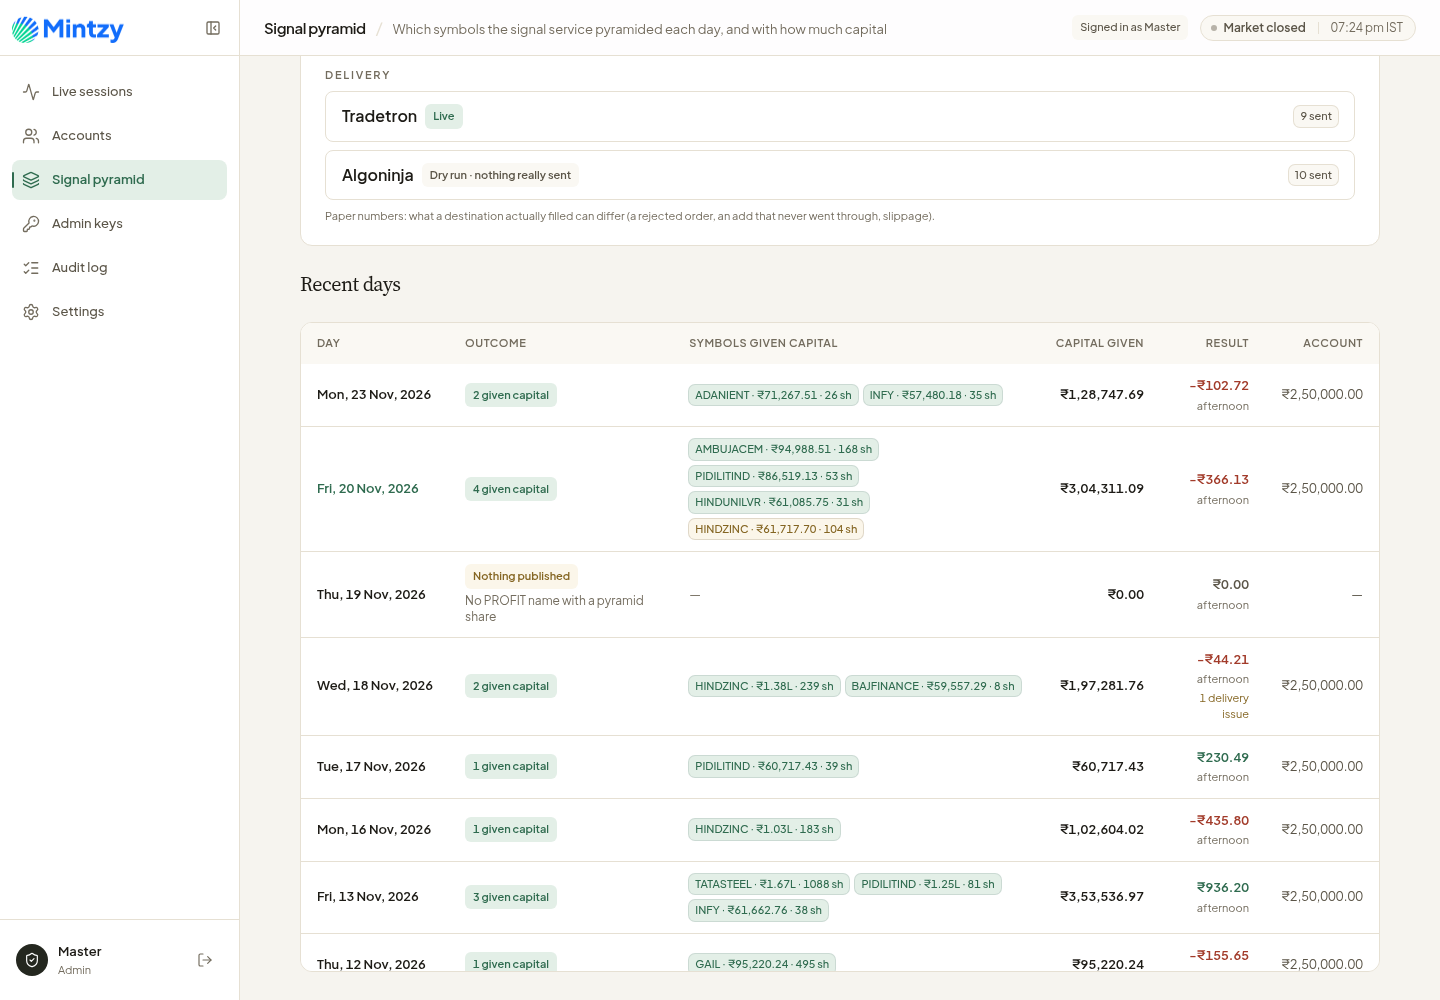 Mintzy
Signal pyramid / Which symbols the signal service pyramided each day, and with how much capital
Signed in as Master
Market closed | 07:24 pm IST
Live sessions
Accounts
Signal pyramid
Admin keys
Audit log
Settings
Master
Admin
DELIVERY
Tradetron Live 9 sent
Algoninja Dry run · nothing really sent 10 sent
Paper numbers: what a destination actually filled can differ (a rejected order, an add that never went through, slippage).
Recent days
DAY OUTCOME SYMBOLS GIVEN CAPITAL CAPITAL GIVEN RESULT ACCOUNT
Mon, 23 Nov, 2026 2 given capital ADANIENT · ₹71,267.51 · 26 sh INFY · ₹57,480.18 · 35 sh ₹1,28,747.69 -₹102.72 ₹2,50,000.00
afternoon
Fri, 20 Nov, 2026 4 given capital AMBUJACEM · ₹94,988.51 · 168 sh
PIDILITIND · ₹86,519.13 · 53 sh
HINDUNILVR · ₹61,085.75 · 31 sh
HINDZINC · ₹61,717.70 · 104 sh
₹3,04,311.09 -₹366.13 ₹2,50,000.00
afternoon
Thu, 19 Nov, 2026 Nothing published — ₹0.00 ₹0.00 —
No PROFIT name with a pyramid
share
afternoon
Wed, 18 Nov, 2026 2 given capital HINDZINC · ₹1.38L · 239 sh BAJFINANCE · ₹59,557.29 · 8 sh ₹1,97,281.76 -₹44.21 ₹2,50,000.00
afternoon
1 delivery
issue
Tue, 17 Nov, 2026 1 given capital PIDILITIND · ₹60,717.43 · 39 sh ₹60,717.43 ₹230.49 ₹2,50,000.00
afternoon
Mon, 16 Nov, 2026 1 given capital HINDZINC · ₹1.03L · 183 sh ₹1,02,604.02 -₹435.80 ₹2,50,000.00
afternoon
Fri, 13 Nov, 2026 3 given capital TATASTEEL · ₹1.67L · 1088 sh PIDILITIND · ₹1.25L · 81 sh
INFY · ₹61,662.76 · 38 sh
₹3,53,536.97 ₹936.20 ₹2,50,000.00
afternoon
Thu, 12 Nov, 2026 1 given capital GAIL · ₹95,220.24 · 495 sh ₹95,220.24 -₹155.65 ₹2,50,000.00